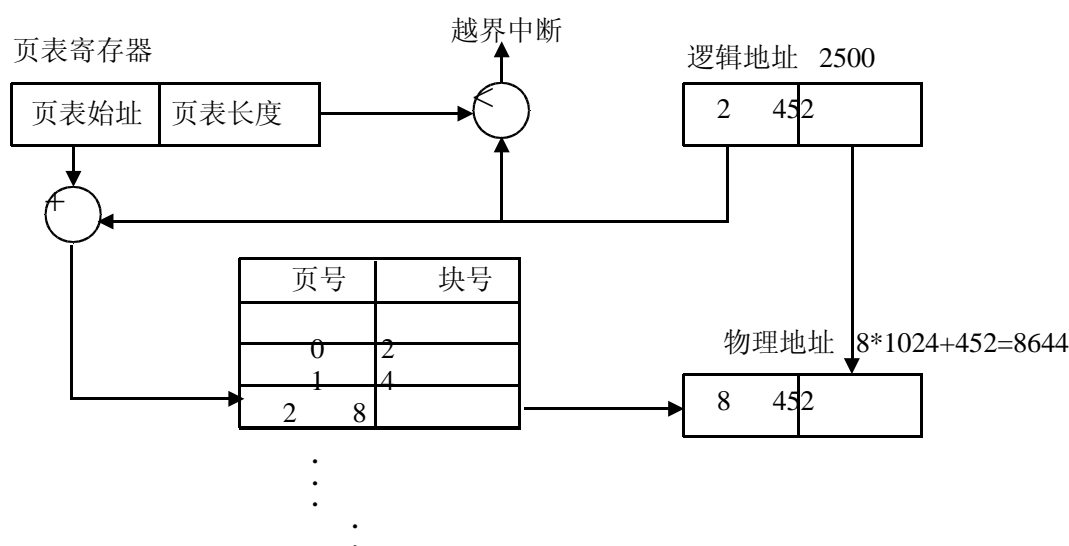 越界中断
页表寄存器
逻辑地址 2500
页表始址 页表长度
<
2 452
+
页号 块号
0 2
物理地址 8*1024+452=8644
1 4
2 8
8 452